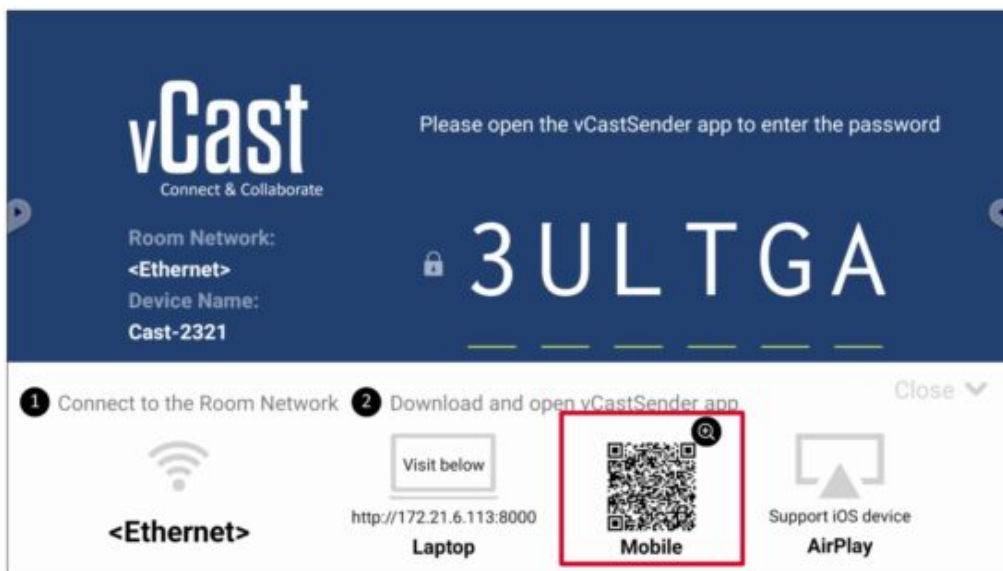 vCast
Connect & Collaborate
Please open the vCastSender app to enter the password
Room Network:
<Ethernet>
Device Name:
Cast-2321
3ULTGA
1 Connect to the Room Network
2 Download and open vCastSender app
Close
<Ethernet>
Visit below
http://172.21.6.113:8000
Laptop
Mobile
Support iOS device
AirPlay